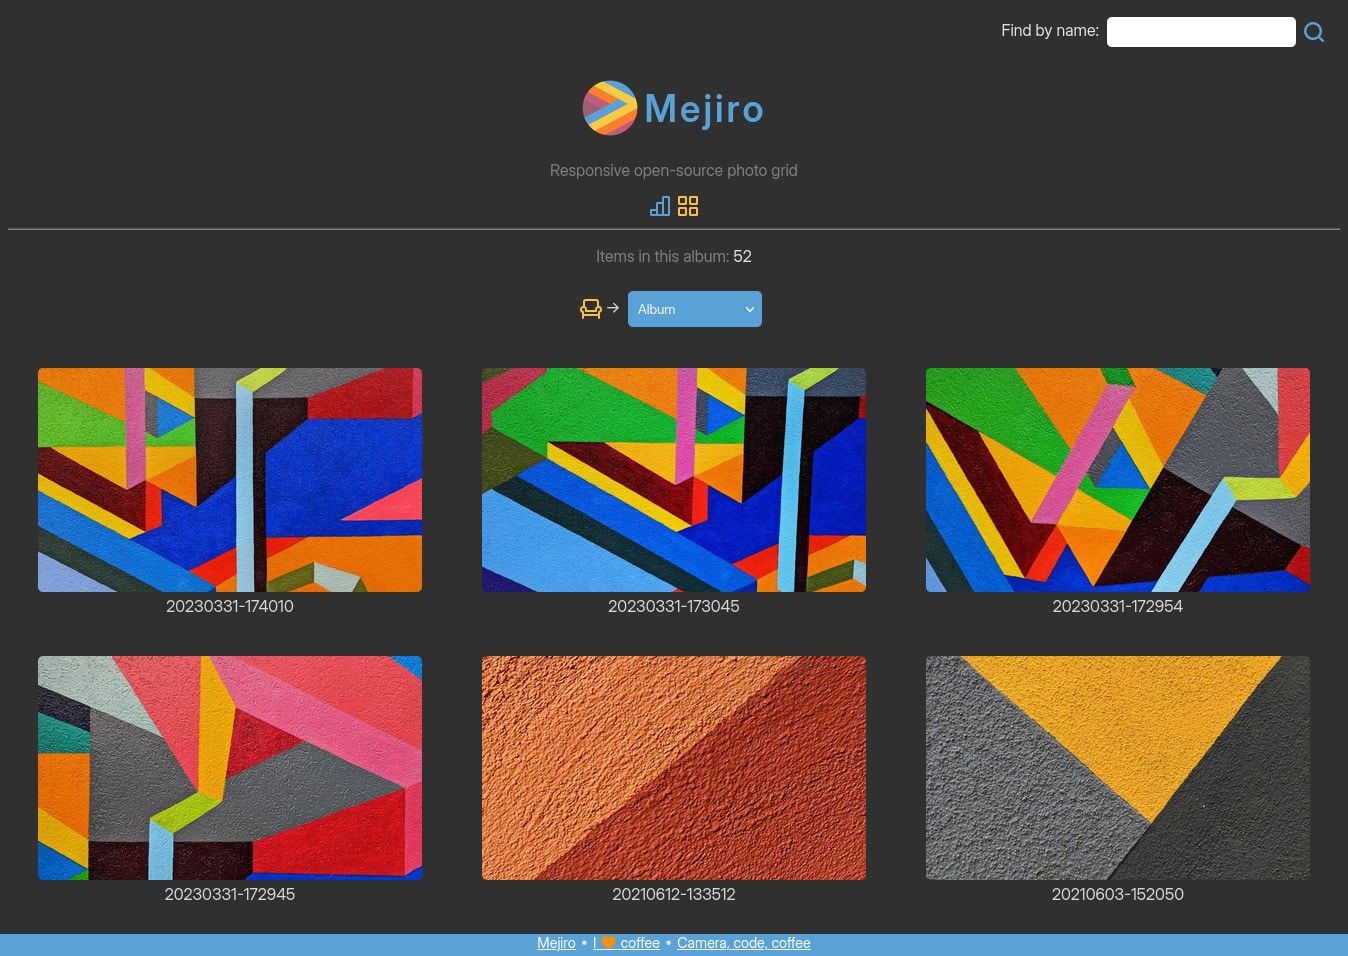 Find by name:
Mejiro
Responsive open-source photo grid
Items in this album: 52
→ Album
20230331-174010
20230331-173045
20230331-172954
20230331-172945
20210612-133512
20210603-152050
Mejiro • I 🧡 coffee • Camera, code, coffee